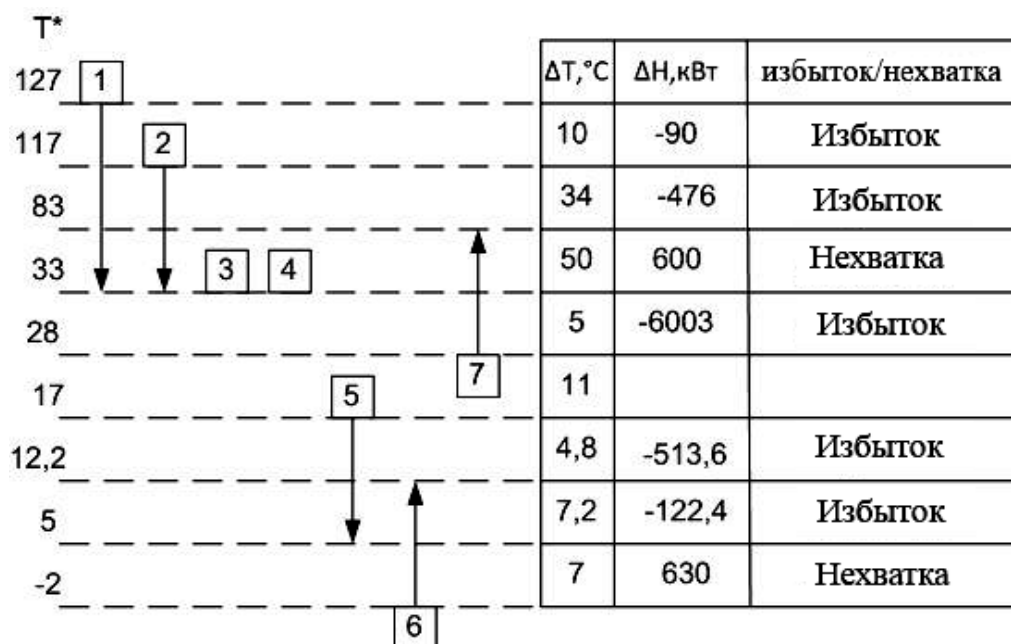 T*
ΔT,°C ΔH,кВт избыток/нехватка
127 1
10 -90 Избыток
117 2
34 -476 Избыток
83
50 600 Нехватка
33 3 4
5 -6003 Избыток
28
11
7
17 5
4,8 -513,6 Избыток
12,2
7,2 -122,4 Избыток
5
7 630 Нехватка
-2
6